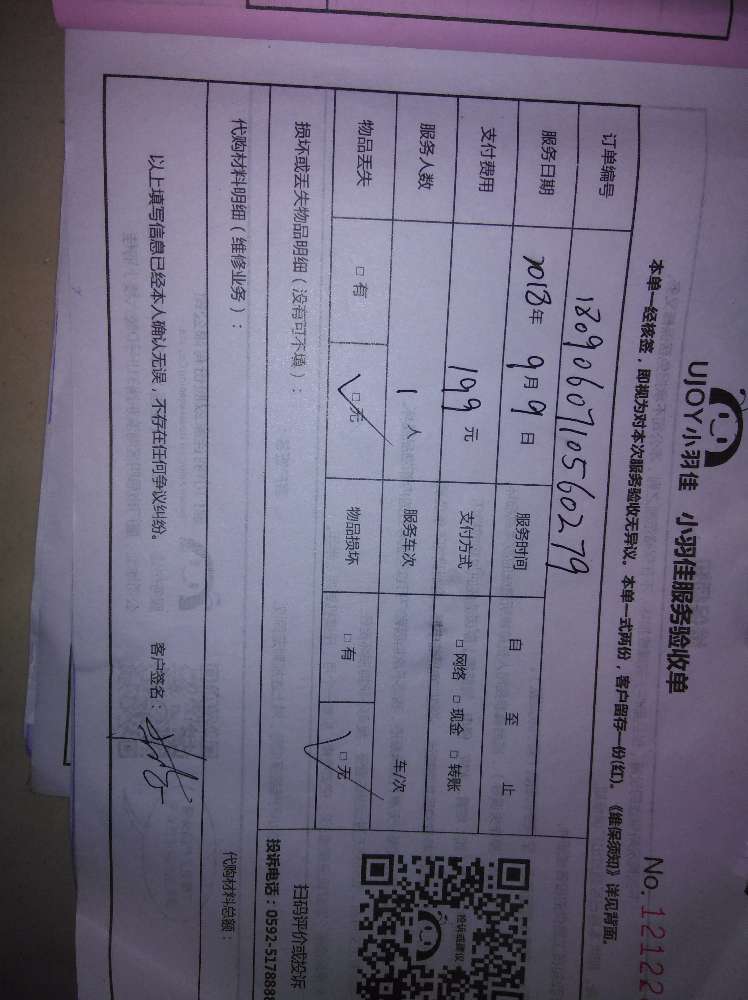 UJOY小羽佳 小羽佳服务验收单
No. 12122
本单一经核签，即视为对本次服务验收无异议。本单一式两份，客户留存一份(红)。《维保须知》详见背面。
订单编号 180906071056027 9
服务日期 2018年 9月 9日 服务时间 自 至 止
支付费用 199 元 支付方式 □网络 □现金 □转账
服务人数 1 人 服务车次 车/次
物品丢失 □有 □无 物品损坏 □有 □无
投诉或建议
损坏或丢失物品明细（没有可不填）：
扫码评价或投诉
投诉电话：0592-5178888
代购材料明细（维修业务）： 代购材料总额：
以上填写信息已经本人确认无误，不存在任何争议纠纷。 客户签名：